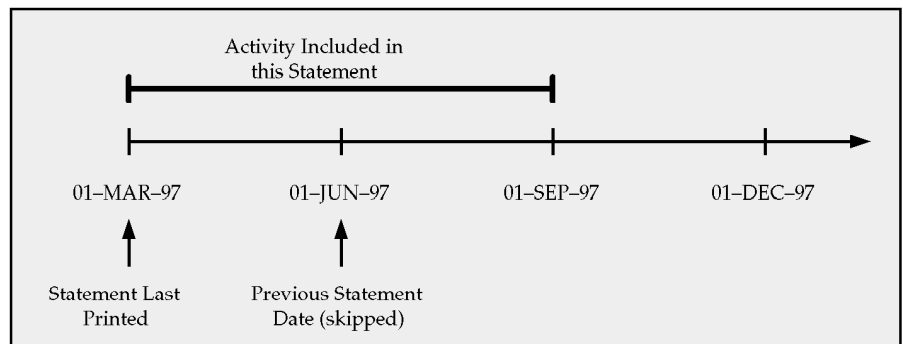 Activity Included in
this Statement
01–MAR–97
01–JUN–97
01–SEP–97
01–DEC–97
Statement Last
Printed
Previous Statement
Date (skipped)